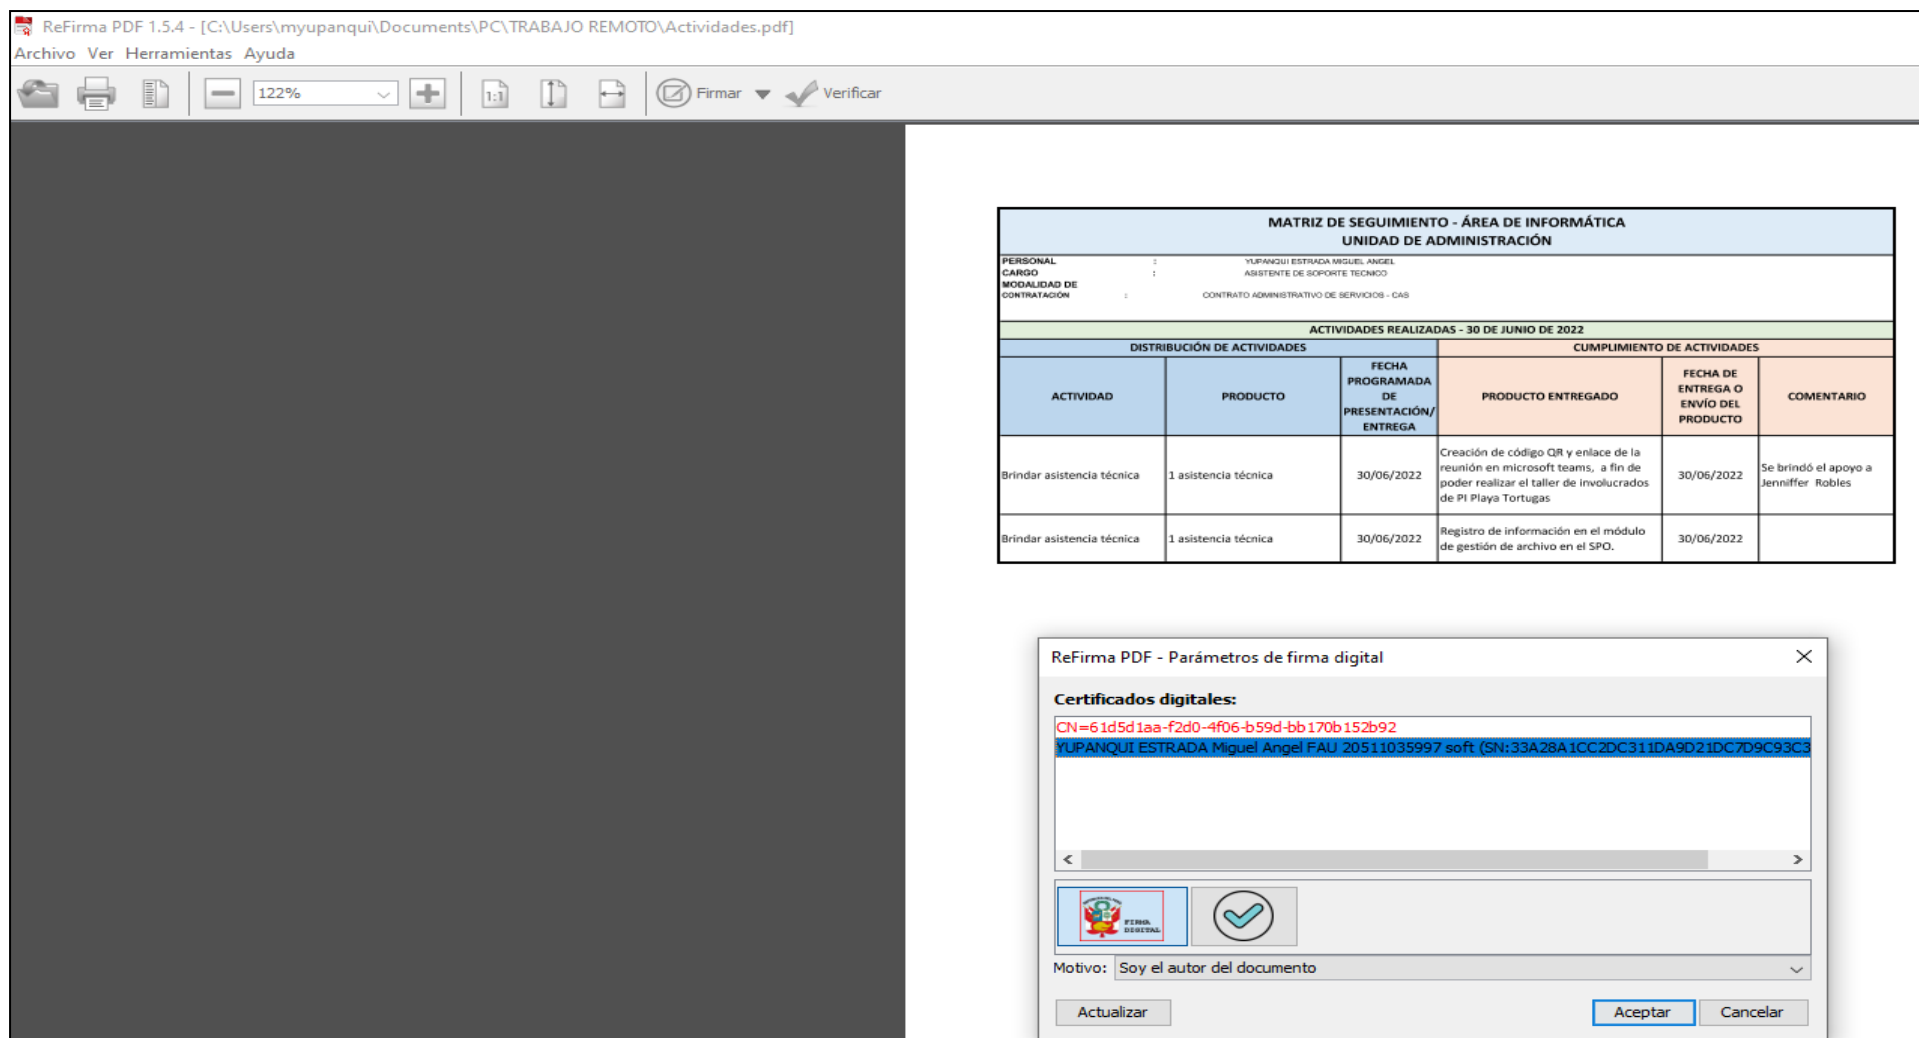 ReFirma PDF 1.5.4 - [C:\Users\myupanqui\Documents\PC\TRABAJO REMOTO\Actividades.pdf]
Archivo Ver Herramientas Ayuda
122%
1:1
Firmar
Verificar
MATRIZ DE SEGUIMIENTO - ÁREA DE INFORMÁTICA
UNIDAD DE ADMINISTRACIÓN
PERSONAL : YUPANQUI ESTRADA MIGUEL ANGEL
CARGO : ASISTENTE DE SOPORTE TECNICO
MODALIDAD DE
CONTRATACIÓN : CONTRATO ADMINISTRATIVO DE SERVICIOS - CAS
ACTIVIDADES REALIZADAS - 30 DE JUNIO DE 2022
DISTRIBUCIÓN DE ACTIVIDADES
CUMPLIMIENTO DE ACTIVIDADES
ACTIVIDAD
PRODUCTO
FECHA
PROGRAMADA
DE
PRESENTACIÓN/
ENTREGA
PRODUCTO ENTREGADO
FECHA DE
ENTREGA O
ENVÍO DEL
PRODUCTO
COMENTARIO
Brindar asistencia técnica
1 asistencia técnica
30/06/2022
Creación de código QR y enlace de la
reunión en microsoft teams, a fin de
poder realizar el taller de involucrados
de PI Playa Tortugas
30/06/2022
Se brindó el apoyo a
Jenniffer Robles
Brindar asistencia técnica
1 asistencia técnica
30/06/2022
Registro de información en el módulo
de gestión de archivo en el SPO.
30/06/2022
ReFirma PDF - Parámetros de firma digital
Certificados digitales:
CN=61d5d1aa-f2d0-4f06-b59d-bb170b152b92
YUPANQUI ESTRADA Miguel Angel FAU 20511035997 soft (SN:33A28A1CC2DC311DA9D21DC7D9C93C3
FIRMA
DIGITAL
Motivo: Soy el autor del documento
Actualizar
Aceptar
Cancelar